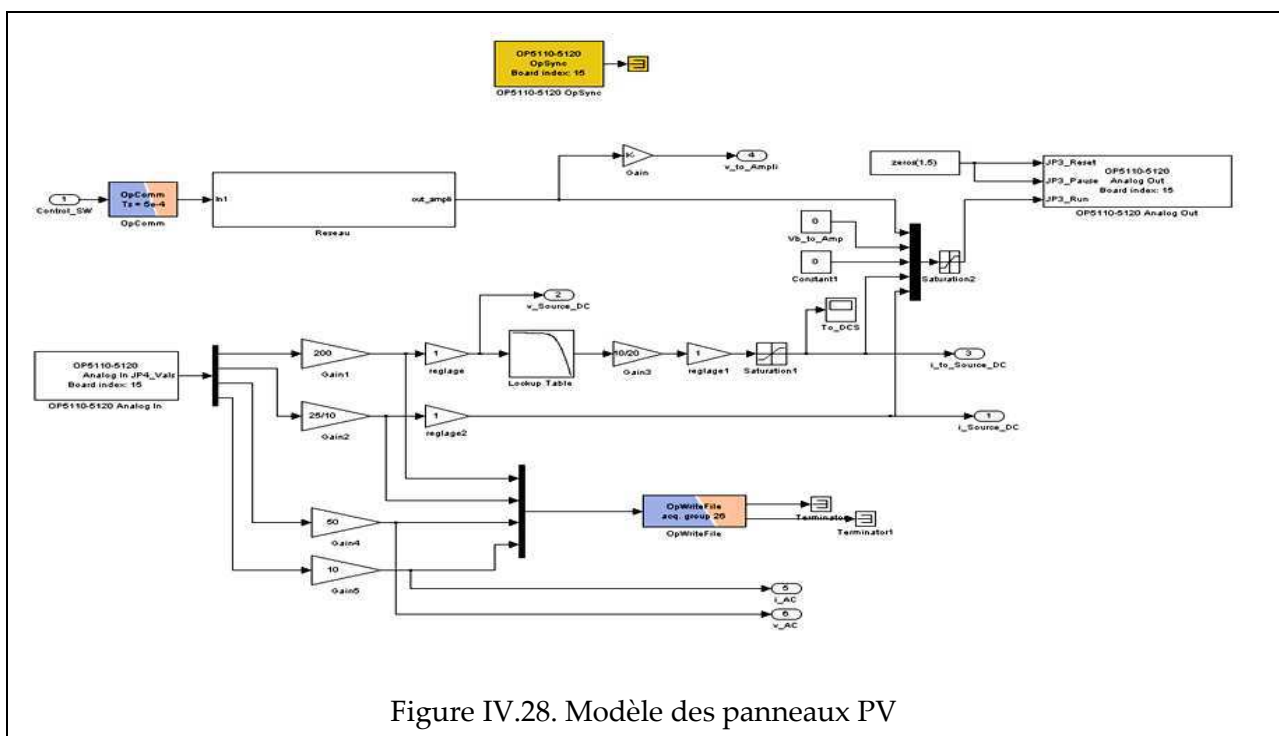 OP5110-5120
OpSync
Board index: 15
OP5110-5120 OpSync
1
Control_SW
OpComm
Ts = 5e-4
OpComm
In1
out_ampli
Reseau
K
Gain
4
v_to_Ampli
zeros(1,5)
JP3_Reset
JP3_Pause
JP3_Run
OP5110-5120
Analog Out
Board index: 15
OP5110-5120 Analog Out
0
Vb_to_Amp
0
Constant1
Saturation2
2
v_Source_DC
To_DCS
OP5110-5120
Analog In JP4_Vals
Board index: 15
OP5110-5120 Analog In
200
Gain1
1
reglage
Lookup Table
10/20
Gain3
1
reglage1
Saturation1
3
i_to_Source_DC
25/10
Gain2
1
reglage2
1
i_Source_DC
50
Gain4
10
Gain5
OpWriteFile
acq. group 26
OpWriteFile
Terminator
Terminator1
5
i_AC
6
v_AC
Figure IV.28. Modèle des panneaux PV